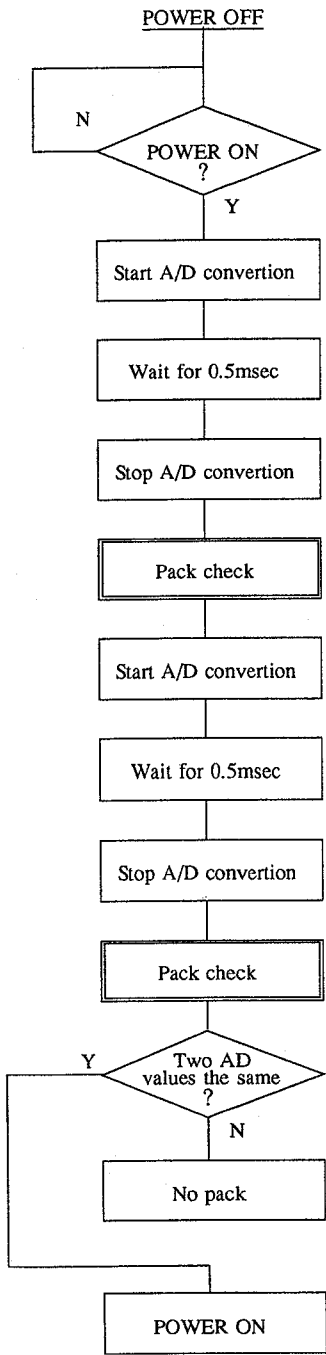 POWER OFF
N
POWER ON
?
Y
Start A/D convertion
Wait for 0.5msec
Stop A/D convertion
Pack check
Start A/D convertion
Wait for 0.5msec
Stop A/D convertion
Pack check
Y
Two AD
values the same
?
N
No pack
POWER ON